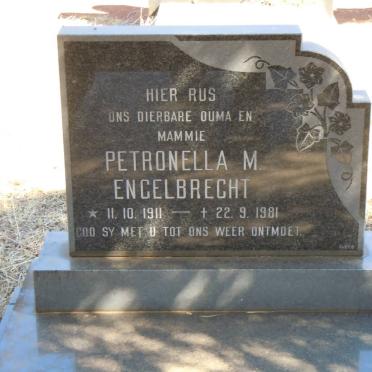 HIER RUS
ONS DIERBARE OUMA EN
MAMMIE
PETRONELLA M.
ENGELBRECHT
★ 11. 10. 1911 — ✝ 22. 9. 1981
GOD SY MET U TOT ONS WEER ONTMOET.